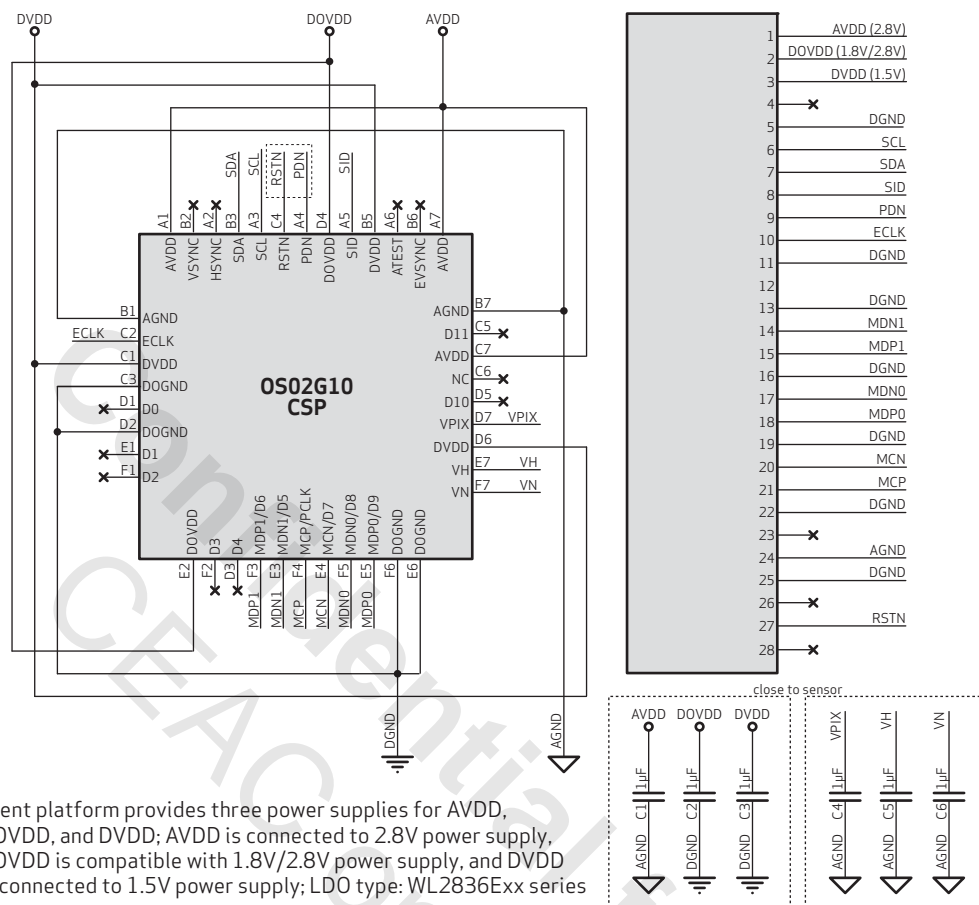 DVDD
DOVDD
AVDD
SDA
SCL
RSTN
PDN
SID
A1
B2
A2
B3
A3
C4
A4
D4
A5
B5
A6
B6
A7
AVDD
VSYNC
HSYNC
SDA
SCL
RSTN
PDN
DOVDD
SID
DVDD
ATEST
EVSYNC
AVDD
B1 AGND
ECLK C2 ECLK
C1 DVDD
C3 DOGND
D1 D0
D2 DOGND
E1 D1
F1 D2
OS02G10
CSP
AGND B7
D11 C5
AVDD C7
NC C6
D10 D5
VPIX D7 VPIX
DVDD D6
VH E7 VH
VN F7 VN
DOVDD
D3
D4
MDP1/D6
MDN1/D5
MCP/PCLK
MCN/D7
MDN0/D8
MDP0/D9
DOGND
DOGND
E2
F2
D3
F3
E3
F4
E4
F5
E5
F6
E6
MDP1
MDN1
MCP
MCN
MDN0
MDP0
DGND
AGND
1 AVDD (2.8V)
2 DOVDD (1.8V/2.8V)
3 DVDD (1.5V)
4
5 DGND
6 SCL
7 SDA
8 SID
9 PDN
10 ECLK
11 DGND
12
13 DGND
14 MDN1
15 MDP1
16 DGND
17 MDN0
18 MDP0
19 DGND
20 MCN
21 MCP
22 DGND
23
24 AGND
25 DGND
26
27 RSTN
28
close to sensor
AVDD DOVDD DVDD
VPIX VH VN
C1 1μF
C2 1μF
C3 1μF
C4 1μF
C5 1μF
C6 1μF
AGND
DGND
DGND
AGND
AGND
AGND
ent platform provides three power supplies for AVDD,
OVDD, and DVDD; AVDD is connected to 2.8V power supply,
OVDD is compatible with 1.8V/2.8V power supply, and DVDD
connected to 1.5V power supply; LDO type: WL2836Exx series
Confidential
CEAC